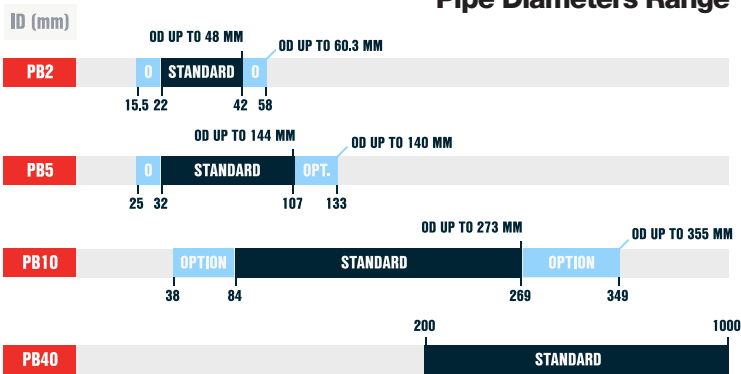 Pipe Diameters Range
ID (mm)
OD UP TO 48 MM
OD UP TO 60.3 MM
PB2 O STANDARD O
15,5 22 42 58
OD UP TO 144 MM
OD UP TO 140 MM
PB5 O STANDARD OPT.
25 32 107 133
OD UP TO 273 MM
OD UP TO 355 MM
PB10 OPTION STANDARD OPTION
38 84 269 349
200 1000
PB40 STANDARD